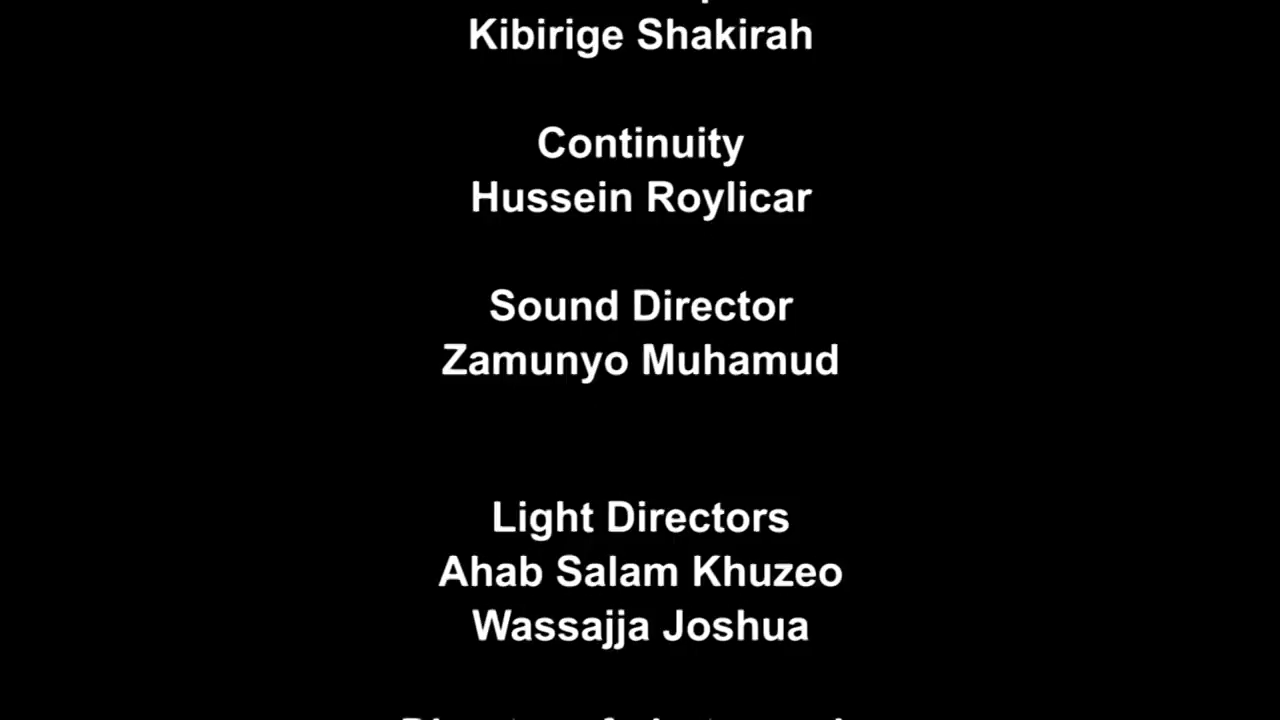 Kibirige Shakirah
Continuity
Hussein Roylicar
Sound Director
Zamunyo Muhamud
Light Directors
Ahab Salam Khuzeo
Wassajja Joshua